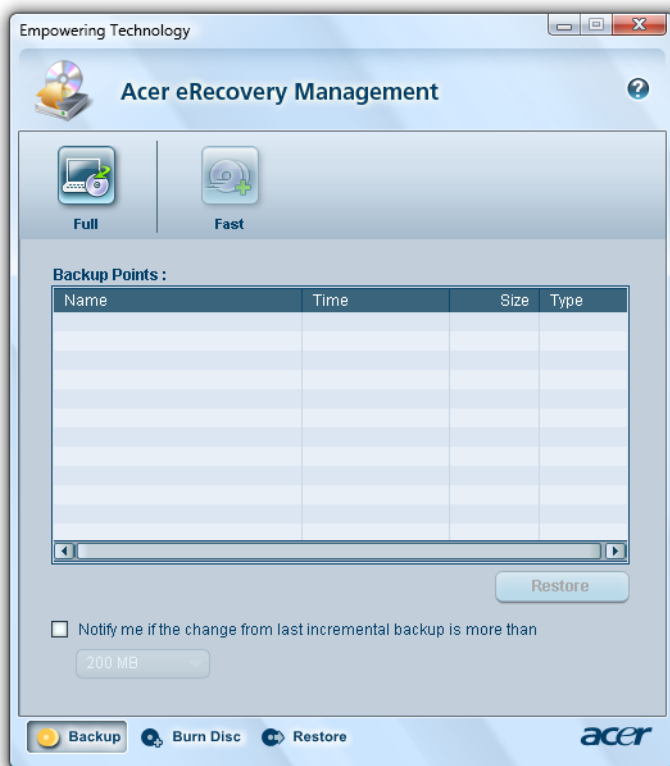 Empowering Technology
Acer eRecovery Management
Full Fast
Backup Points :
Name Time Size Type
Restore
Notify me if the change from last incremental backup is more than
200 MB
Backup Burn Disc Restore acer